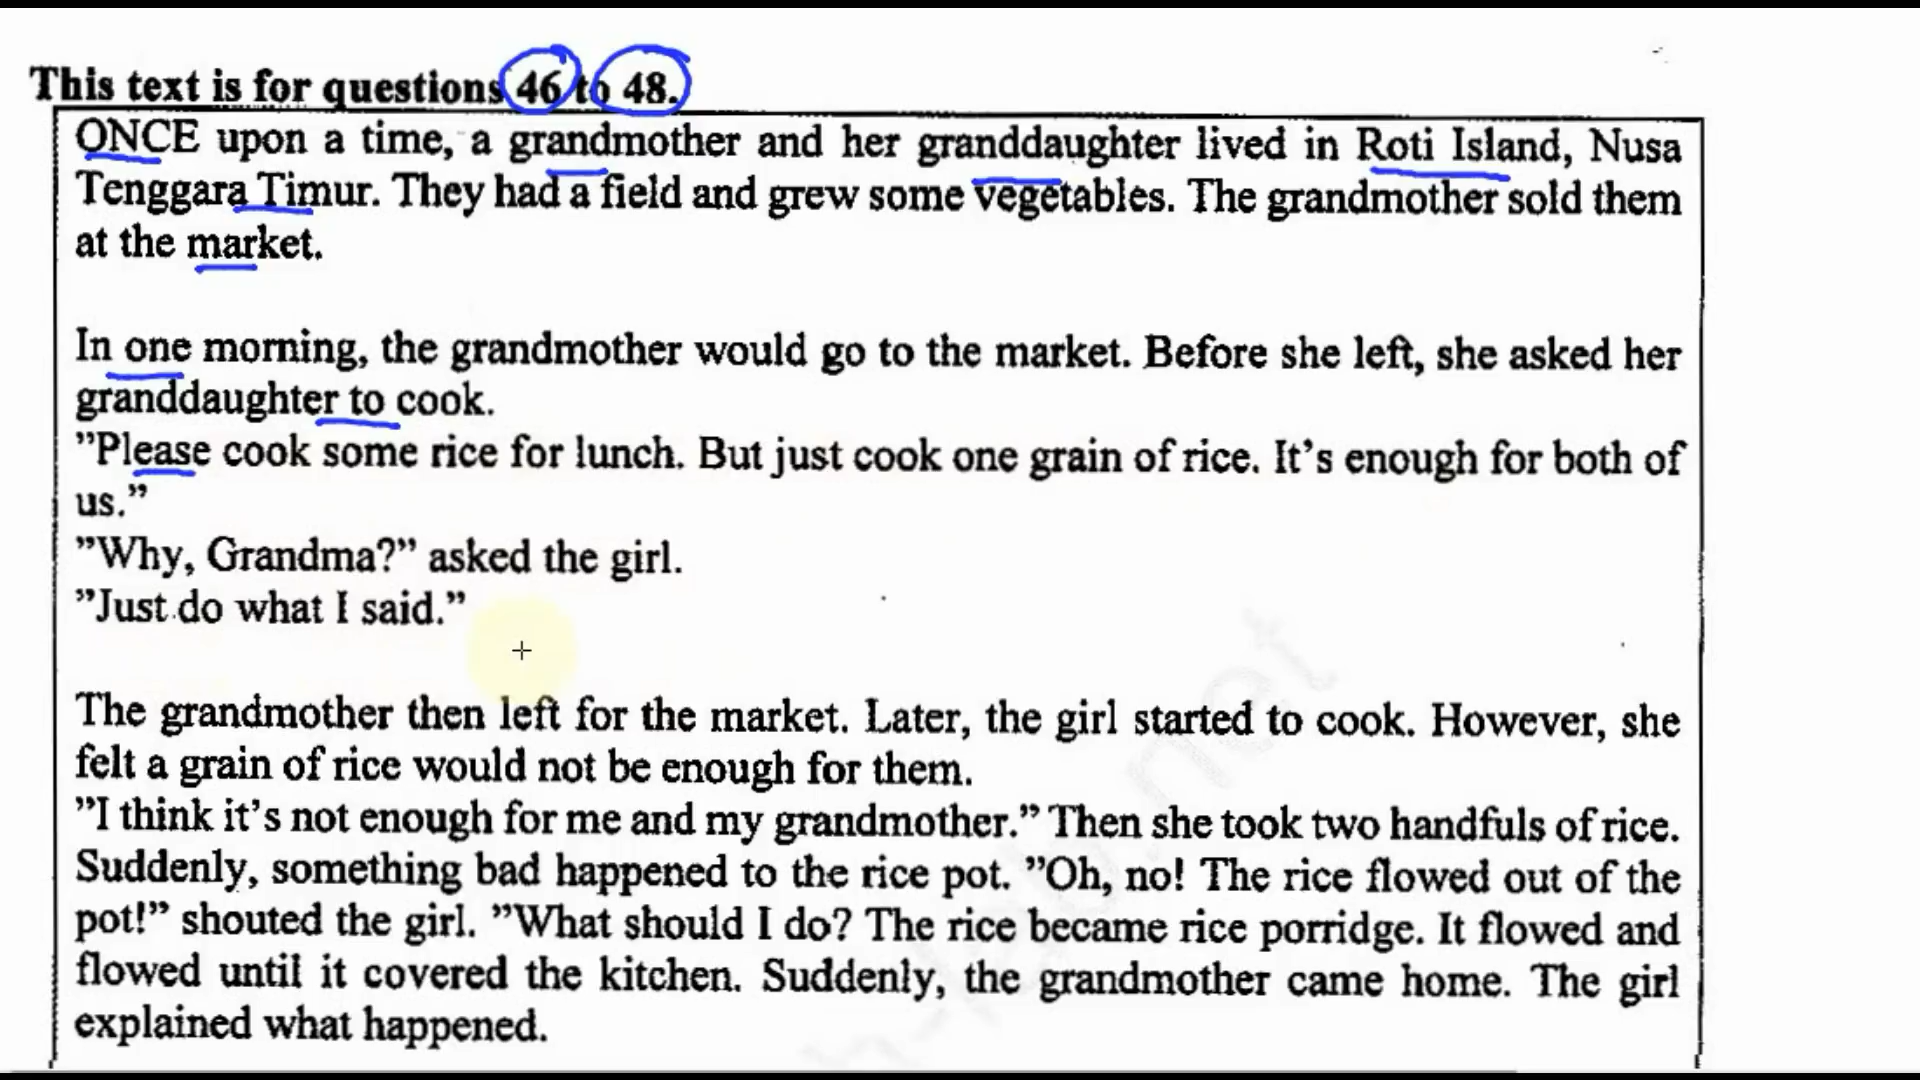 This text is for questions 46 to 48.
ONCE upon a time, a grandmother and her granddaughter lived in Roti Island, Nusa
Tenggara Timur. They had a field and grew some vegetables. The grandmother sold them
at the market.
In one morning, the grandmother would go to the market. Before she left, she asked her
granddaughter to cook.
”Please cook some rice for lunch. But just cook one grain of rice. It’s enough for both of
us.”
”Why, Grandma?” asked the girl.
”Just do what I said.”
The grandmother then left for the market. Later, the girl started to cook. However, she
felt a grain of rice would not be enough for them.
”I think it’s not enough for me and my grandmother.” Then she took two handfuls of rice.
Suddenly, something bad happened to the rice pot. ”Oh, no! The rice flowed out of the
pot!” shouted the girl. ”What should I do? The rice became rice porridge. It flowed and
flowed until it covered the kitchen. Suddenly, the grandmother came home. The girl
explained what happened.